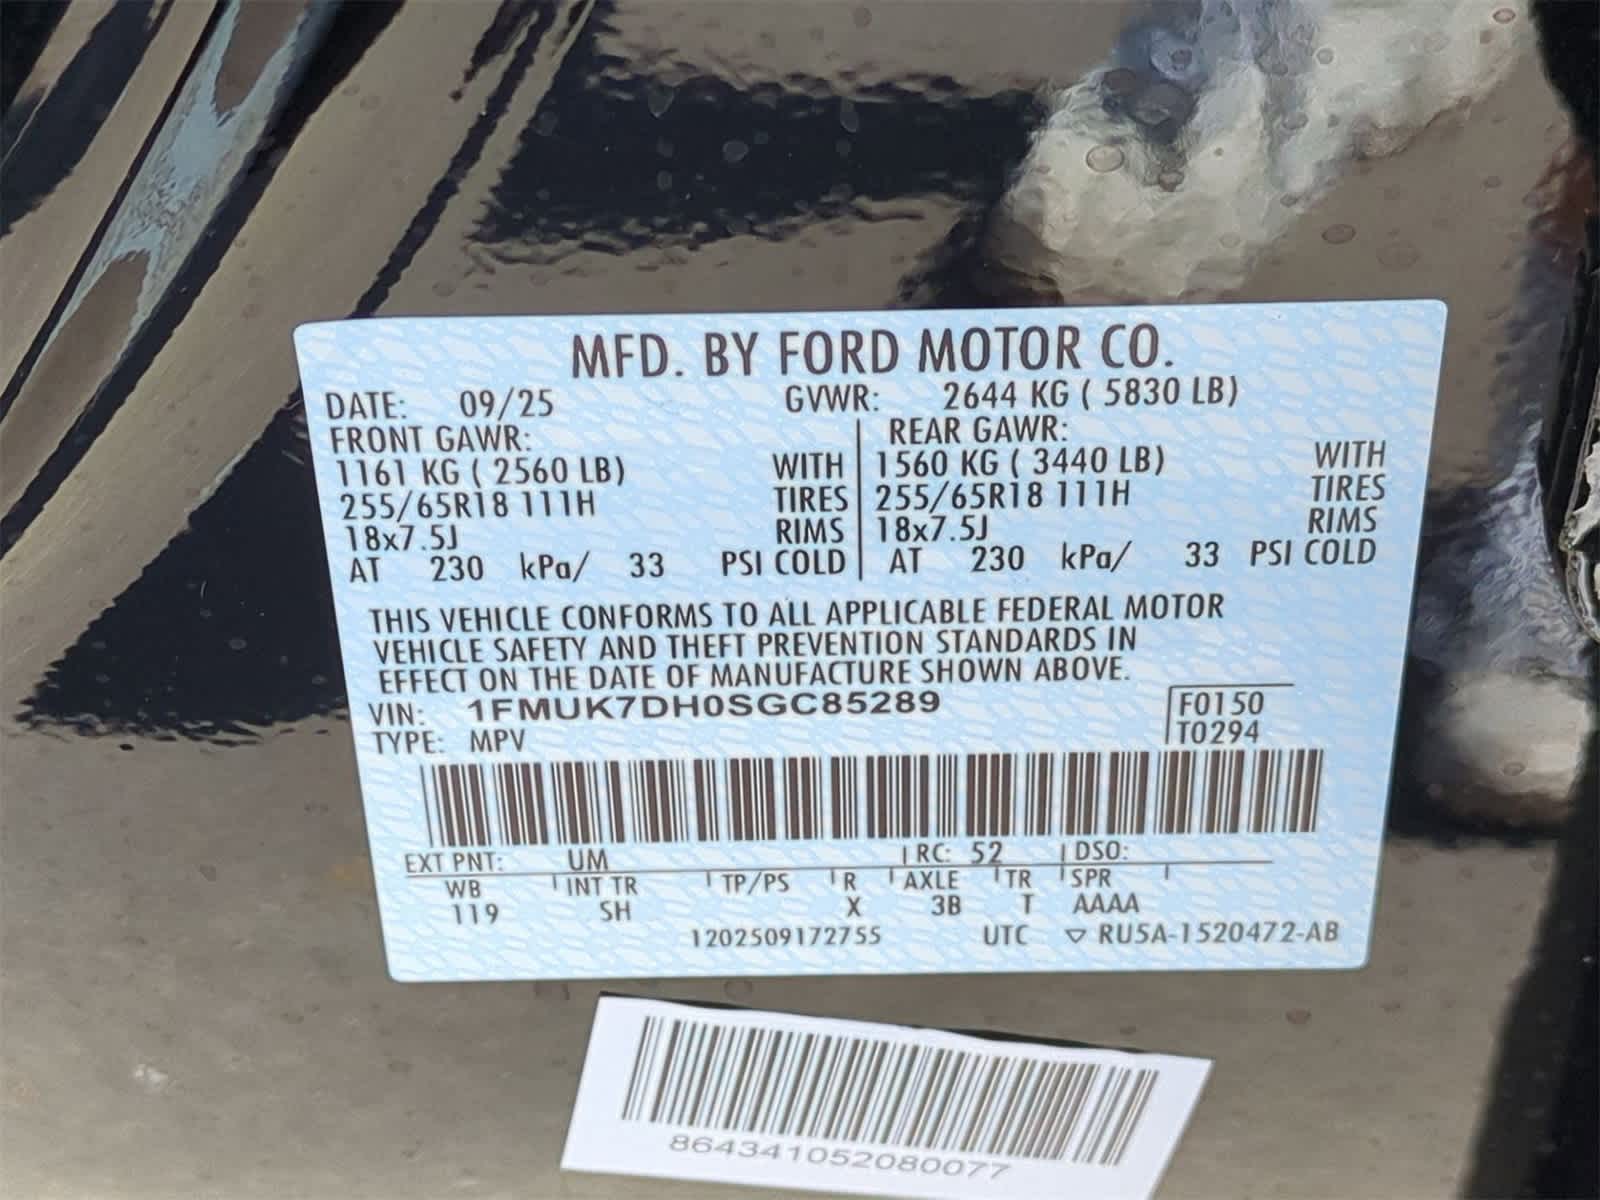 MFD. BY FORD MOTOR CO.
DATE: 09/25 GVWR: 2644 KG ( 5830 LB)
FRONT GAWR: REAR GAWR:
1161 KG ( 2560 LB) WITH 1560 KG ( 3440 LB) WITH
255/65R18 111H TIRES 255/65R18 111H TIRES
18x7.5J RIMS 18x7.5J RIMS
AT 230 kPa/ 33 PSI COLD AT 230 kPa/ 33 PSI COLD
THIS VEHICLE CONFORMS TO ALL APPLICABLE FEDERAL MOTOR
VEHICLE SAFETY AND THEFT PREVENTION STANDARDS IN
EFFECT ON THE DATE OF MANUFACTURE SHOWN ABOVE.
VIN: 1FMUK7DH0SGC85289 F0150
TYPE: MPV T0294
EXT PNT: UM RC: 52 DSO:
WB INT TR TP/PS R AXLE TR SPR
119 SH X 3B T AAAA
1202509172755 UTC ▽ RU5A-1520472-AB
864341052080077